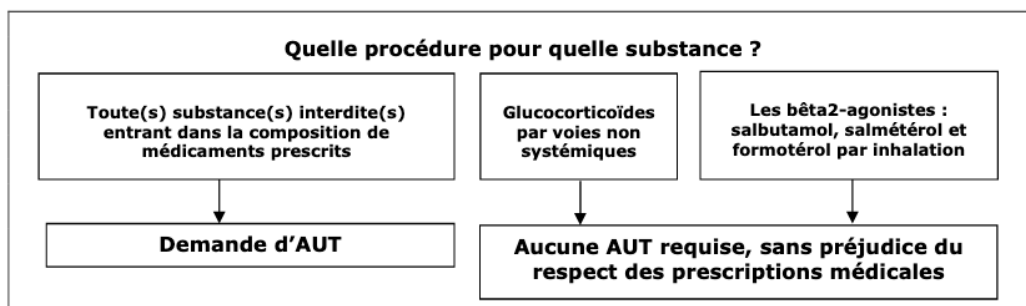 Quelle procédure pour quelle substance ?
Toute(s) substance(s) interdite(s)
entrant dans la composition de
médicaments prescrits
Glucocorticoïdes
par voies non
systémiques
Les bêta2-agonistes :
salbutamol, salmétérol et
formotérol par inhalation
Demande d’AUT
Aucune AUT requise, sans préjudice du
respect des prescriptions médicales